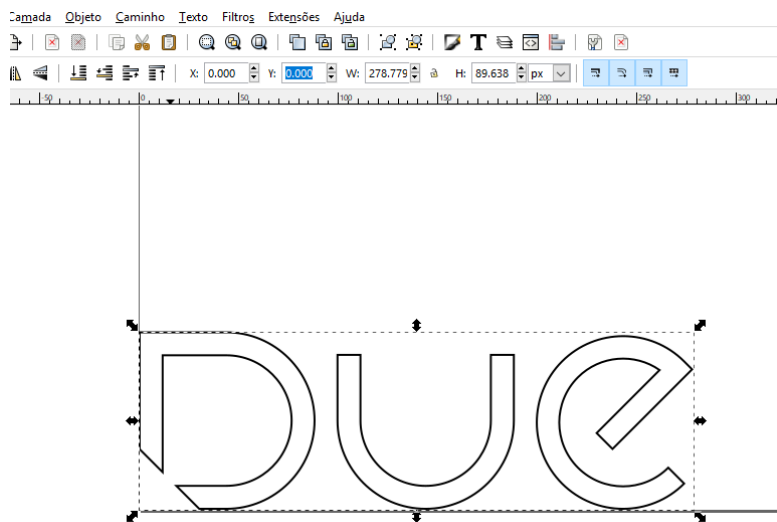 Camada Objeto Caminho Texto Filtros Extensões Ajuda
X: 0.000 Y: 0.000 W: 278.779 H: 89.638 px
-50 0 50 100 150 200 250 300
Due